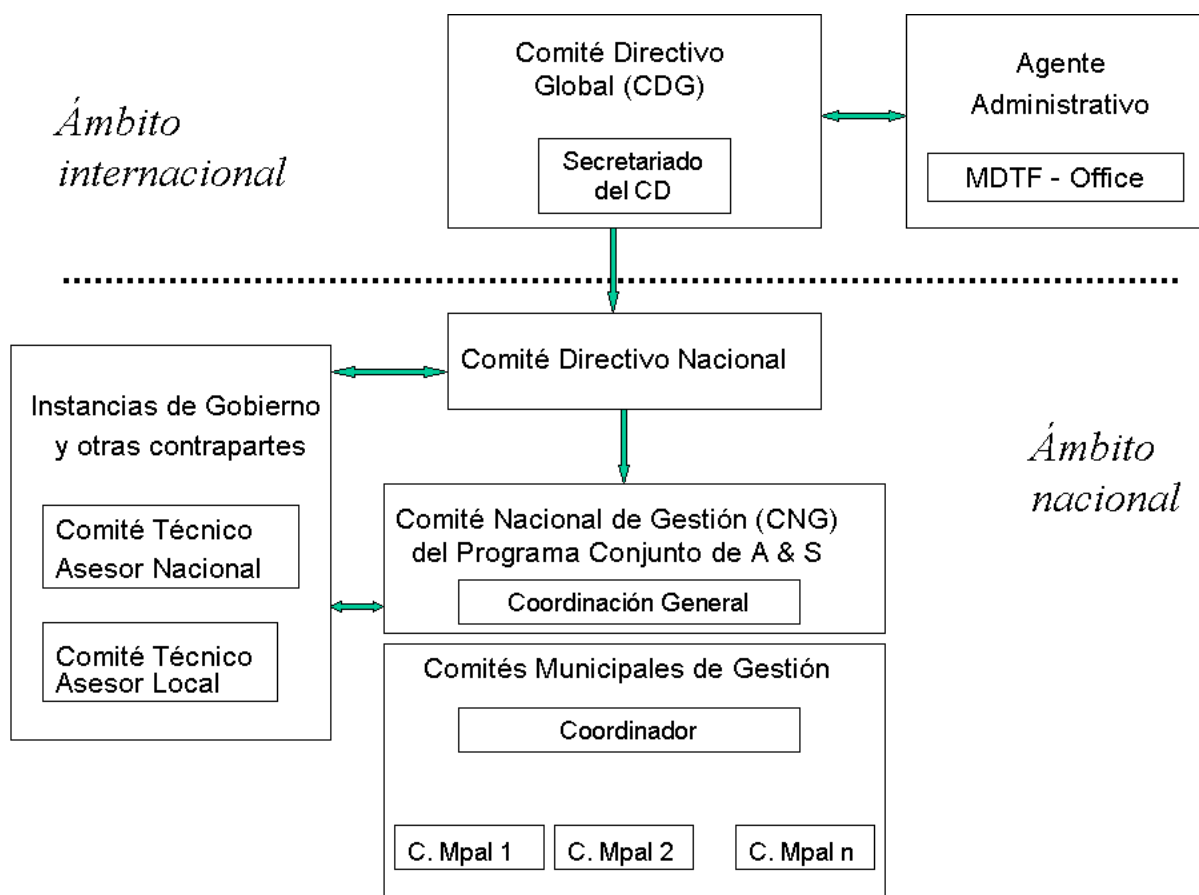 Ámbito
internacional
Comité Directivo
Global (CDG)
Secretariado
del CD
Agente
Administrativo
MDTF - Office
Comité Directivo Nacional
Instancias de Gobierno
y otras contrapartes
Comité Técnico
Asesor Nacional
Comité Técnico
Asesor Local
Ámbito
nacional
Comité Nacional de Gestión (CNG)
del Programa Conjunto de A & S
Coordinación General
Comités Municipales de Gestión
Coordinador
C. Mpal 1
C. Mpal 2
C. Mpal n